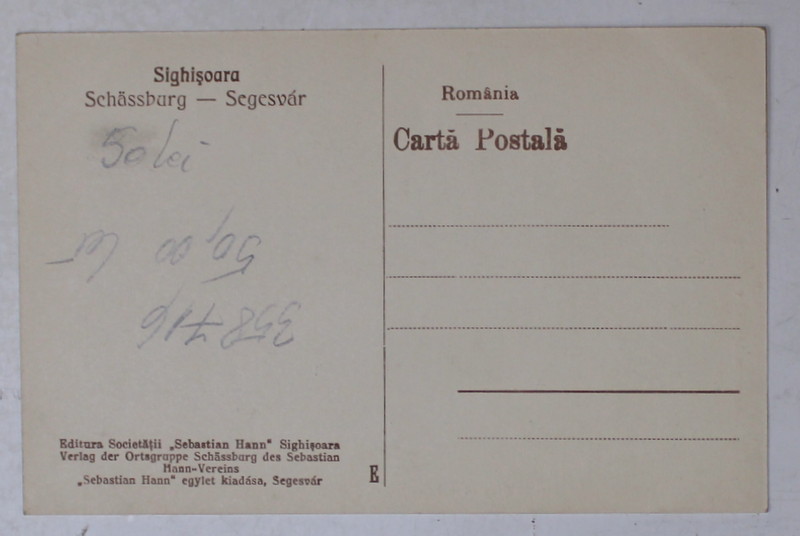 Sighişoara
Schässburg — Segesvár
50 lei
50,00 lei
358716
Editura Societăţii „Sebastian Hann“ Sighişoara
Verlag der Ortsgruppe Schässburg des Sebastian
Hann-Vereins
„Sebastian Hann“ egylet kiadása, Segesvár
E
România
Cartă Postală